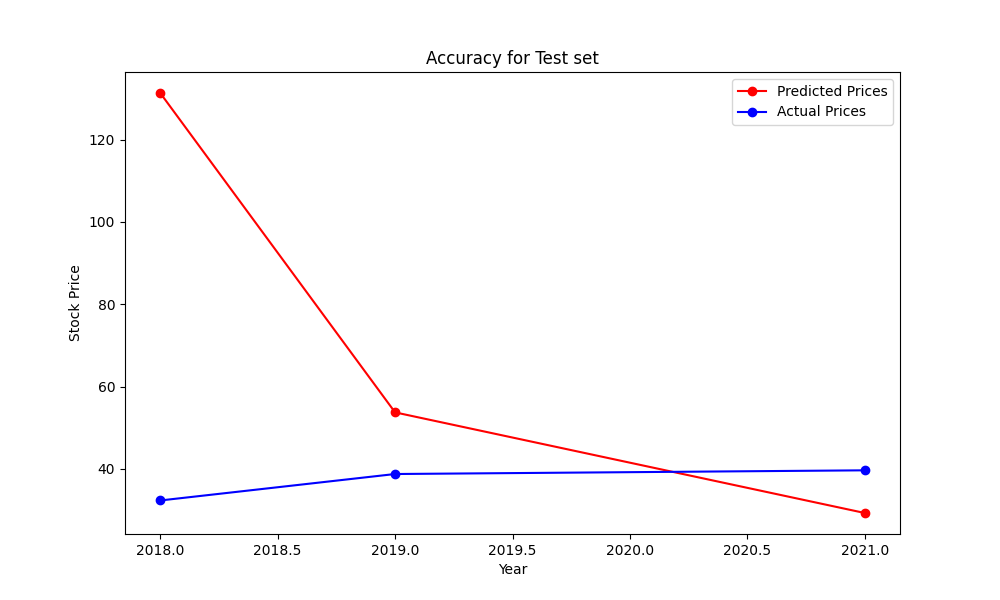 Accuracy for Test set
Predicted Prices
Actual Prices
120
100
80
60
40
Stock Price
2018.0 2018.5 2019.0 2019.5 2020.0 2020.5 2021.0
Year